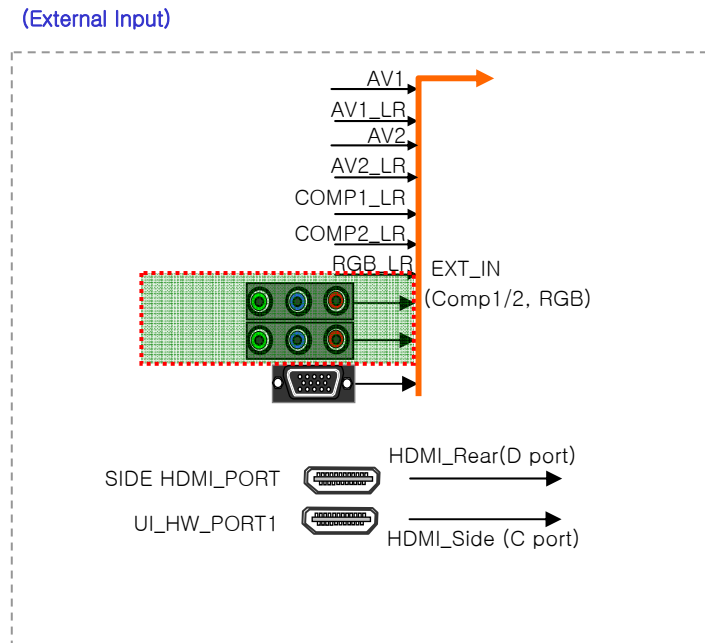 (External Input)
AV1
AV1_LR
AV2
AV2_LR
COMP1_LR
COMP2_LR
RGB_LR
EXT_IN
(Comp1/2, RGB)
HDMI_Rear(D port)
SIDE HDMI_PORT
UI_HW_PORT1
HDMI_Side (C port)